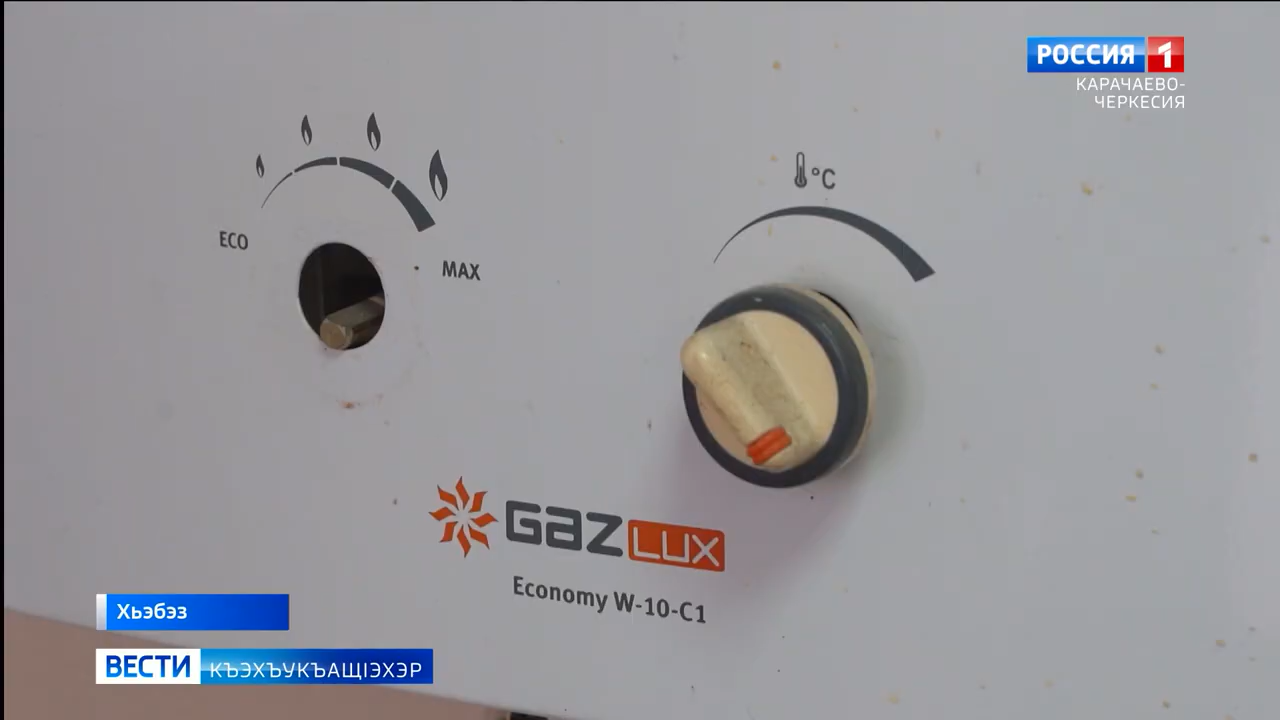 РОССИЯ 1
КАРАЧАЕВО-
ЧЕРКЕСИЯ
°C
ECO
MAX
GAZ LUX
Economy W-10-C1
Хьэбэз
ВЕСТИ КЪЭХЪУКЪАЩIЭХЭР